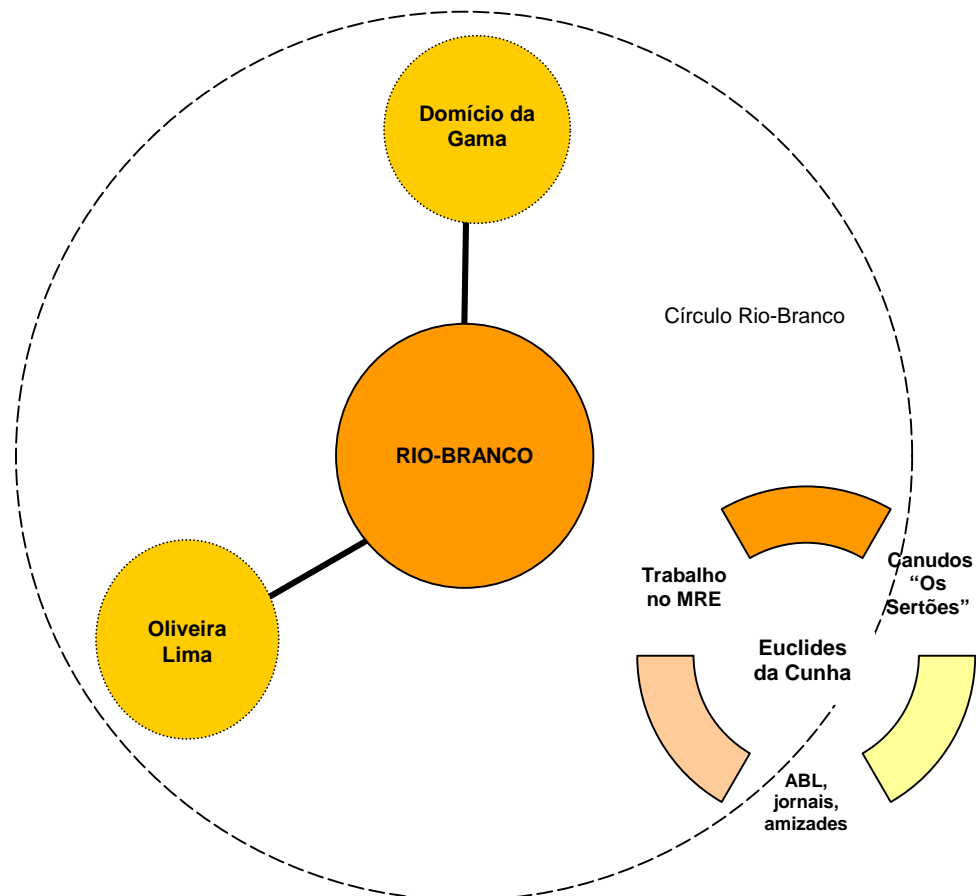 Domício da
Gama
Círculo Rio-Branco
RIO-BRANCO
Oliveira
Lima
Trabalho
no MRE
Canudos
“Os
Sertões”
Euclides
da Cunha
ABL,
jornais,
amizades